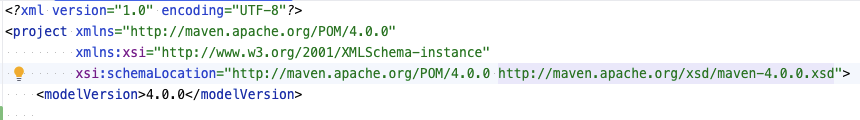 <?xml version="1.0" encoding="UTF-8"?>
<project xmlns="http://maven.apache.org/POM/4.0.0"
         xmlns:xsi="http://www.w3.org/2001/XMLSchema-instance"
         xsi:schemaLocation="http://maven.apache.org/POM/4.0.0 http://maven.apache.org/xsd/maven-4.0.0.xsd">
    <modelVersion>4.0.0</modelVersion>